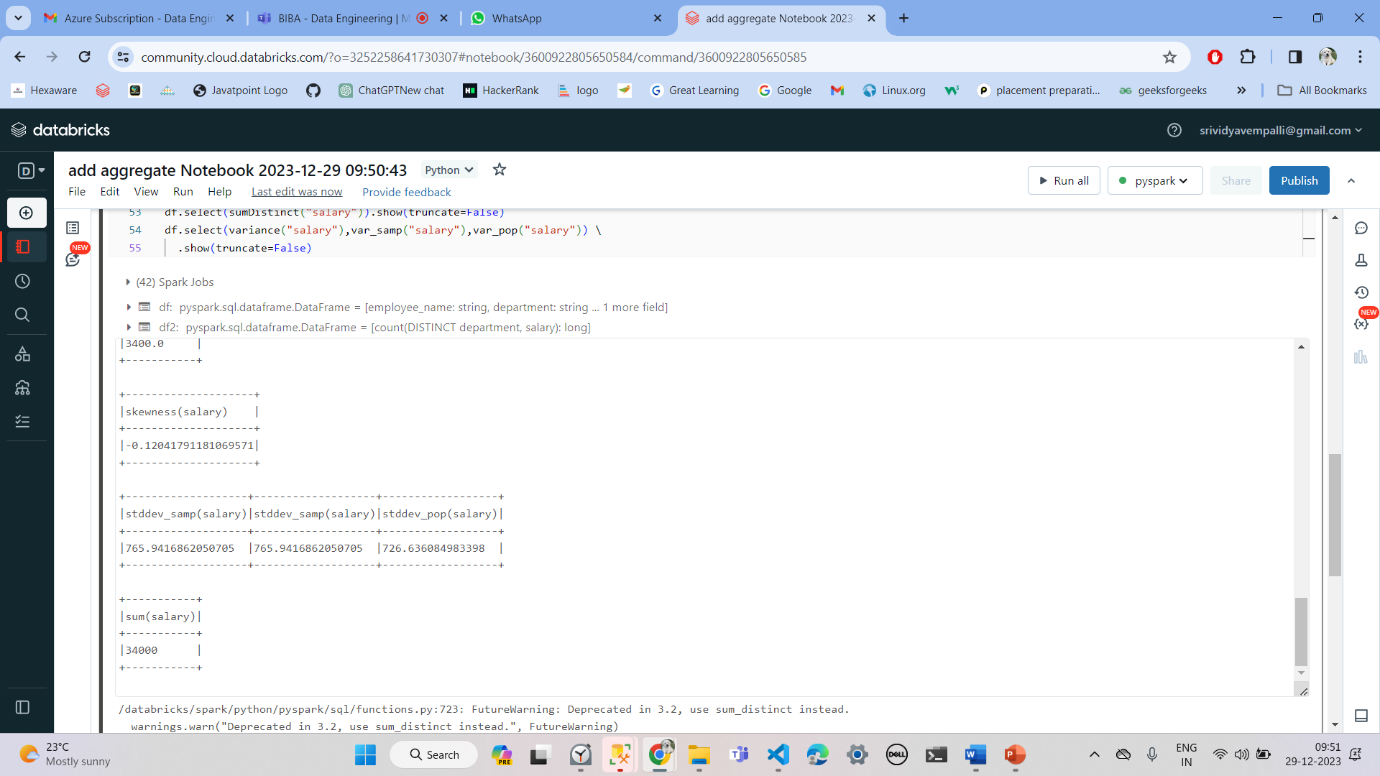 Azure Subscription - Data Engin
BIBA - Data Engineering | M
WhatsApp
add aggregate Notebook 2023-
community.cloud.databricks.com/?o=3252258641730307#notebook/3600922805650584/command/3600922805650585
Hexaware
Javatpoint Logo
ChatGPTNew chat
HackerRank
logo
Great Learning
Google
Linux.org
placement preparati...
geeksforgeeks
All Bookmarks
databricks
srividyavempalli@gmail.com
D
add aggregate Notebook 2023-12-29 09:50:43
Python
File Edit View Run Help Last edit was now Provide feedback
Run all
pyspark
Share
Publish
NEW
NEW
53 df.select(sumDistinct("salary")).show(truncate=False)
54 df.select(variance("salary"),var_samp("salary"),var_pop("salary")) \
55 .show(truncate=False)
(42) Spark Jobs
df: pyspark.sql.dataframe.DataFrame = [employee_name: string, department: string ... 1 more field]
df2: pyspark.sql.dataframe.DataFrame = [count(DISTINCT department, salary): long]
|3400.0     |
+-----------+
+--------------------+
|skewness(salary)    |
+--------------------+
|-0.12041791181069571|
+--------------------+
+-------------------+-------------------+------------------+
|stddev_samp(salary)|stddev_samp(salary)|stddev_pop(salary)|
+-------------------+-------------------+------------------+
|765.9416862050705  |765.9416862050705  |726.636084983398  |
+-------------------+-------------------+------------------+
+-----------+
|sum(salary)|
+-----------+
|34000      |
+-----------+
/databricks/spark/python/pyspark/sql/functions.py:723: FutureWarning: Deprecated in 3.2, use sum_distinct instead.
warnings.warn("Deprecated in 3.2, use sum_distinct instead.", FutureWarning)
23°C
Mostly sunny
Search
PRE
DELL
ENG
IN
09:51
29-12-2023